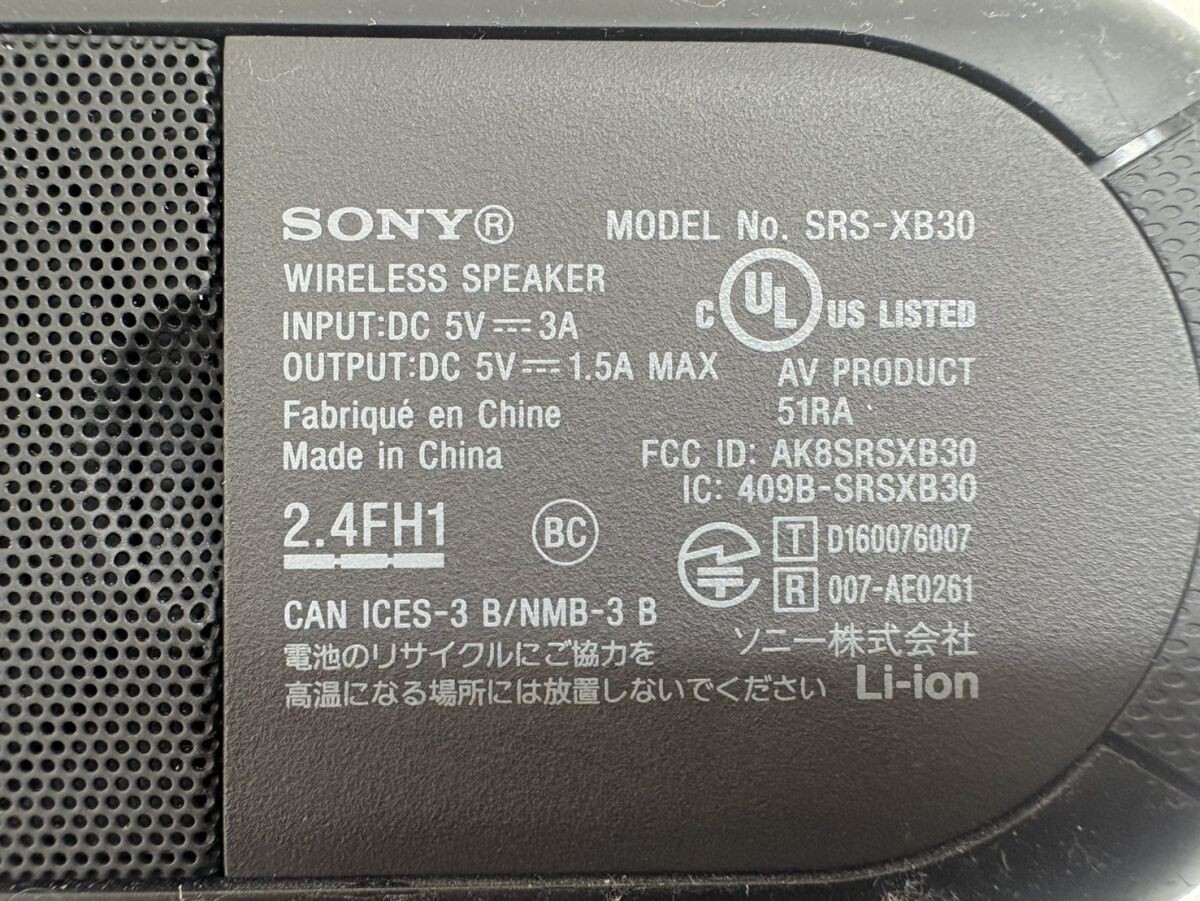 SONY® MODEL No. SRS-XB30
WIRELESS SPEAKER
INPUT:DC 5V⎓3A
OUTPUT:DC 5V⎓1.5A MAX
Fabriqué en Chine
Made in China
C UL US LISTED
AV PRODUCT
51RA
FCC ID: AK8SRSXB30
IC: 409B-SRSXB30
2.4FH1
BC
T D160076007
R 007-AE0261
CAN ICES-3 B/NMB-3 B
ソニー株式会社
電池のリサイクルにご協力を
高温になる場所には放置しないでください
Li-ion